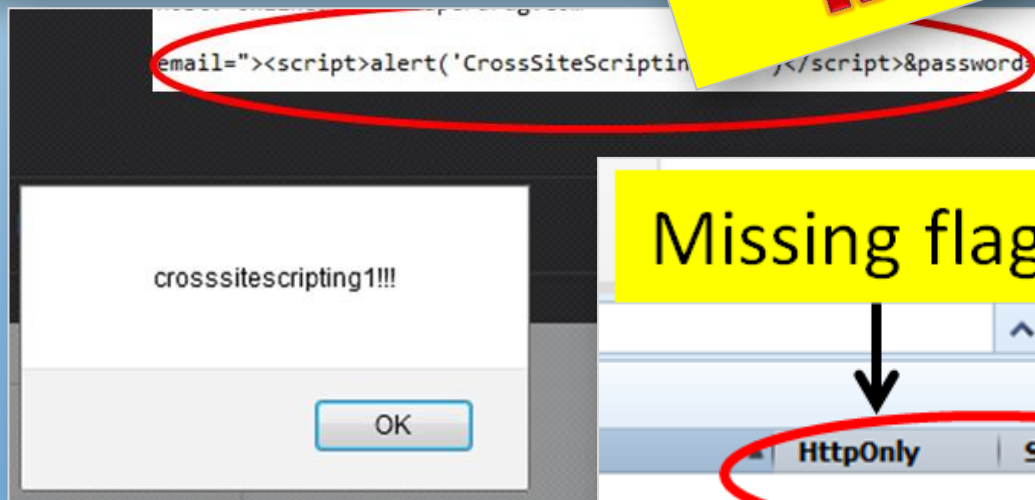 email="><script>alert('CrossSiteScriptin )</script>&password=
crosssitescripting1!!!
OK
Missing flag
HttpOnly